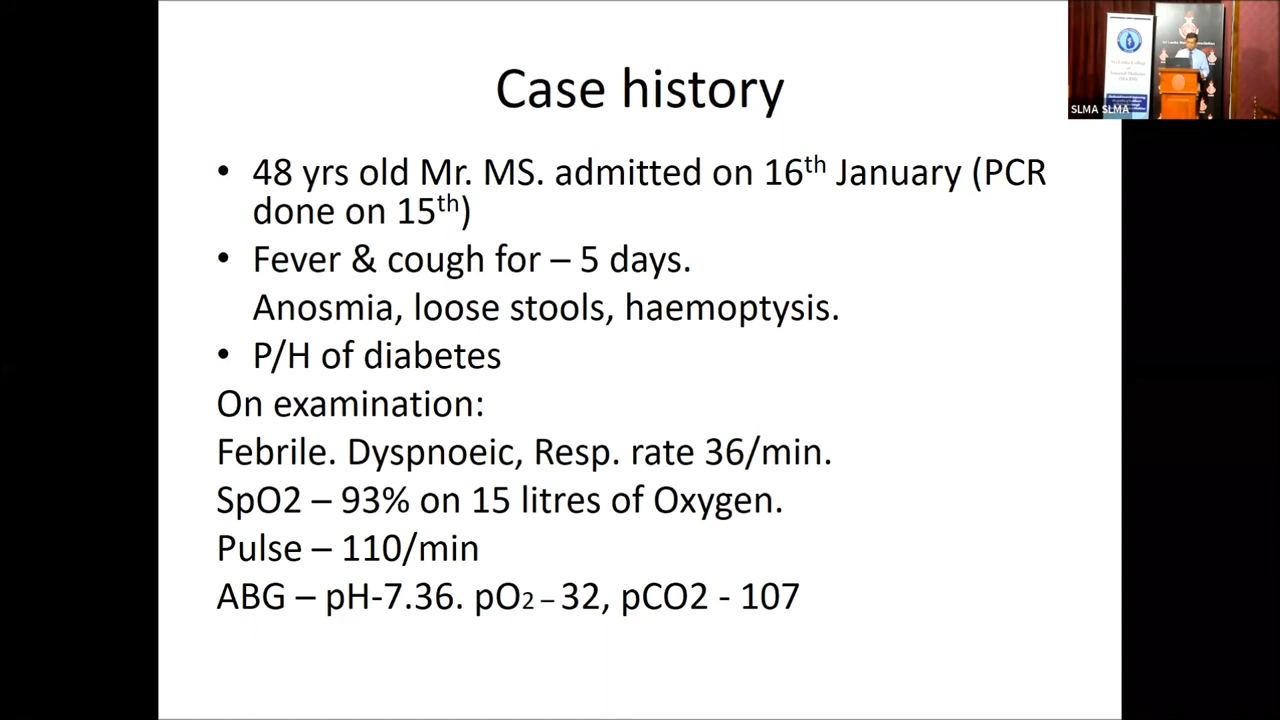 Case history
• 48 yrs old Mr. MS. admitted on 16th January (PCR
done on 15th)
• Fever & cough for – 5 days.
Anosmia, loose stools, haemoptysis.
• P/H of diabetes
On examination:
Febrile. Dyspnoeic, Resp. rate 36/min.
SpO2 – 93% on 15 litres of Oxygen.
Pulse – 110/min
ABG – pH-7.36. pO2 – 32, pCO2 - 107
SLMA SLMA